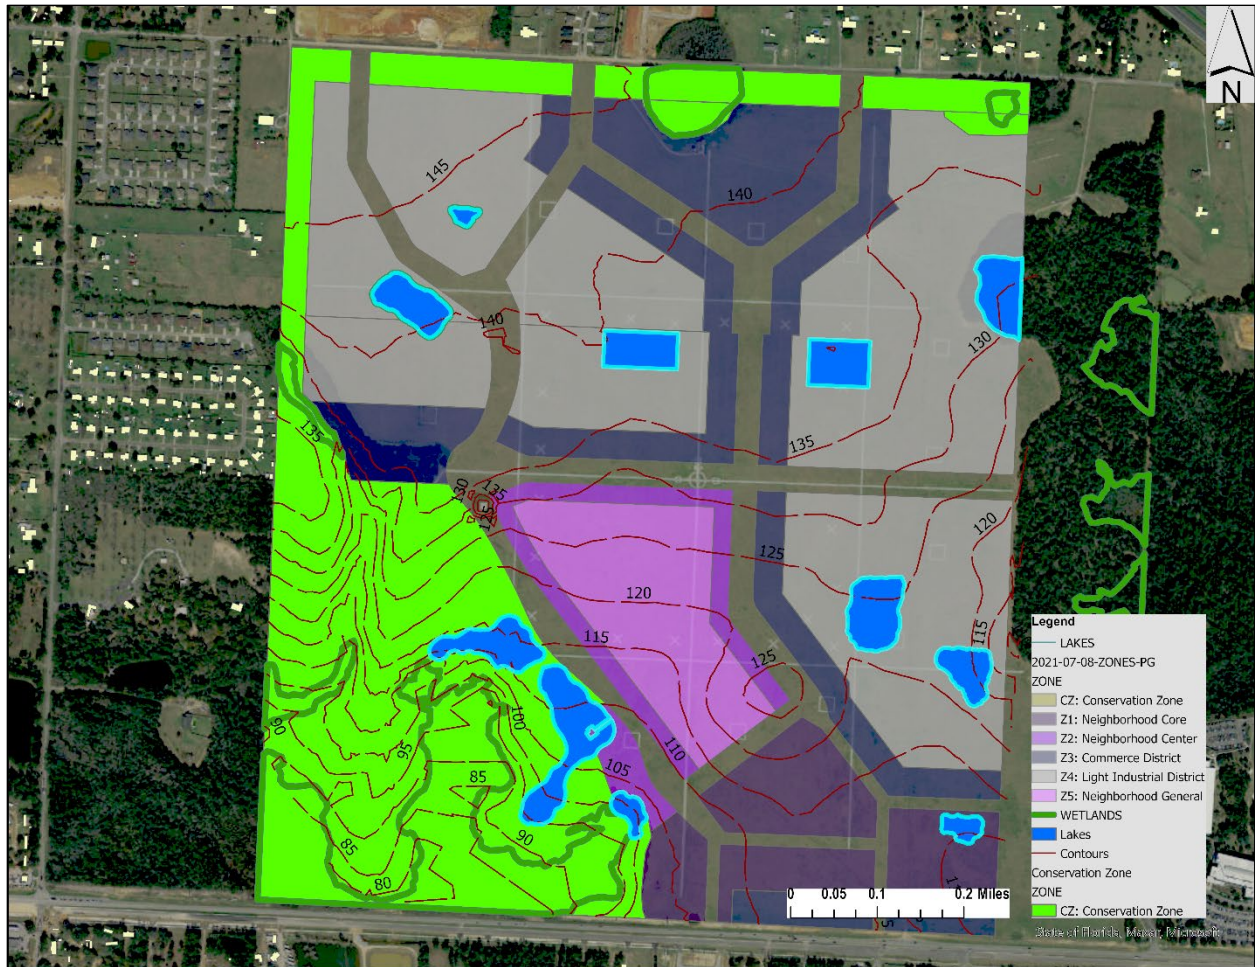 N
145
140
140
130
135
135
130
135
125
120
125
120
115
115
125
110
100
105
90
95
85
90
85
80
Legend
LAKES
2021-07-08-ZONES-PG
ZONE
CZ: Conservation Zone
Z1: Neighborhood Core
Z2: Neighborhood Center
Z3: Commerce District
Z4: Light Industrial District
Z5: Neighborhood General
WETLANDS
Lakes
Contours
Conservation Zone
ZONE
CZ: Conservation Zone
0 0.05 0.1 0.2 Miles
State of Florida, Maxar, Microsoft